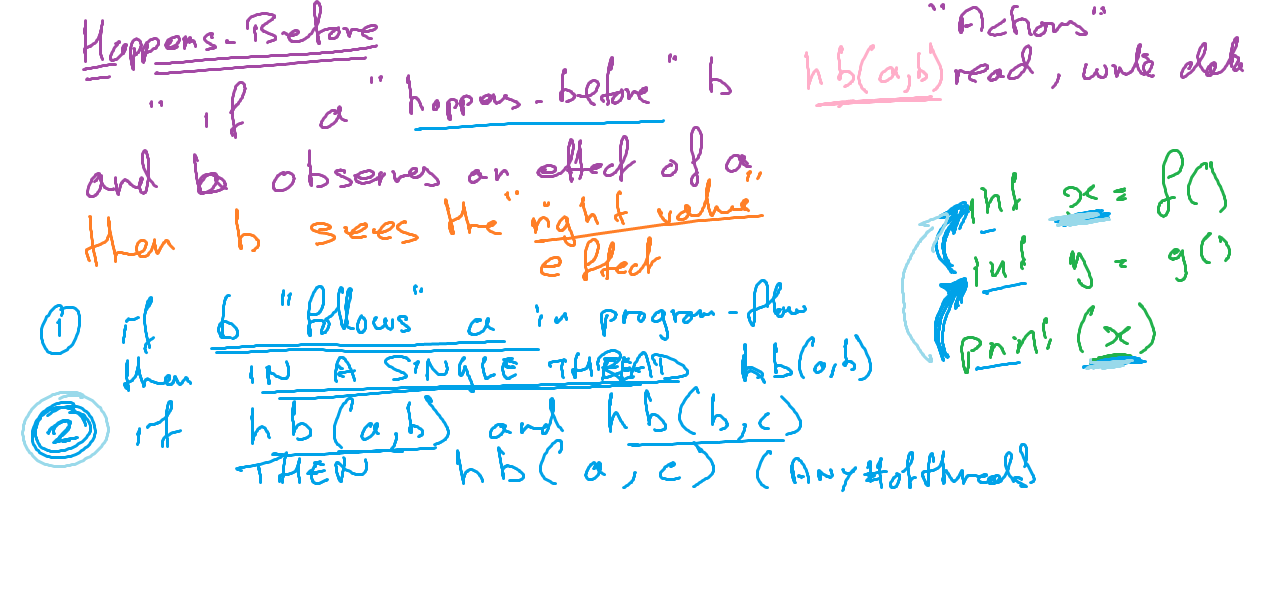 Happens-Before
"Actions"
"if a "happens-before" b
hb(a,b) read, write data
and b observes an effect of a,
then b sees the "right value"
effect
int x = f()
int y = g()
print (x)
① if b "follows" a in program-flow
then IN A SINGLE THREAD hb(a,b)
② if hb(a,b) and hb(b,c)
THEN hb(a,c) (ANY # of threads)